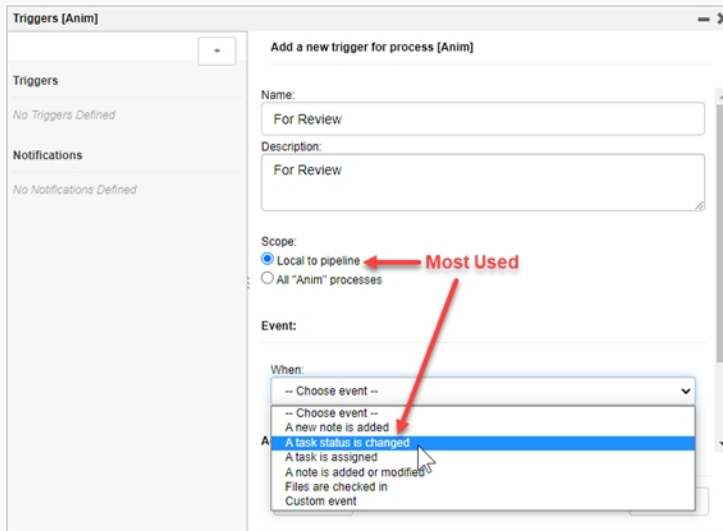 Triggers [Anim]
+
Triggers
No Triggers Defined
Notifications
No Notifications Defined
Add a new trigger for process [Anim]
Name:
For Review
Description:
For Review
Scope:
Local to pipeline
Most Used
All "Anim" processes
Event:
When:
-- Choose event --
-- Choose event --
A new note is added
A task status is changed
A task is assigned
A note is added or modified
Files are checked in
Custom event